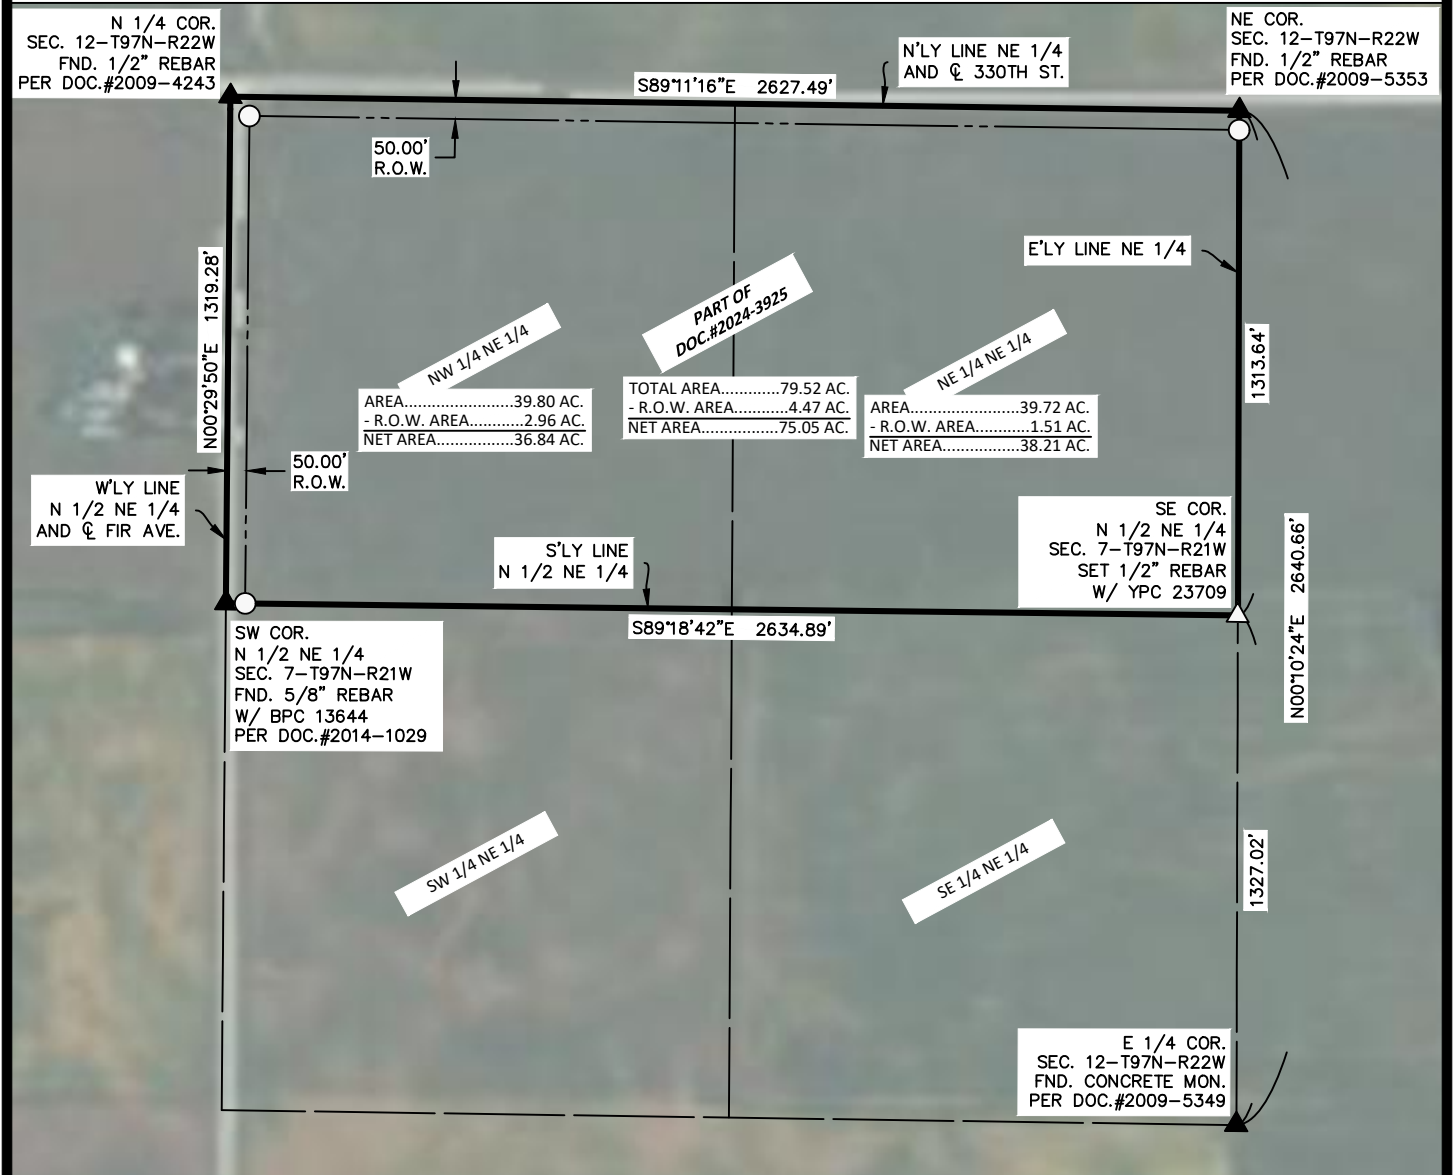 N 1/4 COR.
SEC. 12-T97N-R22W
FND. 1/2" REBAR
PER DOC.#2009-4243
NE COR.
SEC. 12-T97N-R22W
FND. 1/2" REBAR
PER DOC.#2009-5353
N'LY LINE NE 1/4
AND ℄ 330TH ST.
S89°11'16"E 2627.49'
50.00'
R.O.W.
N00°29'50"E 1319.28'
E'LY LINE NE 1/4
PART OF
DOC.#2024-3925
NW 1/4 NE 1/4
NE 1/4 NE 1/4
1313.64'
AREA.......................39.80 AC.
- R.O.W. AREA............2.96 AC.
NET AREA................36.84 AC.
TOTAL AREA............79.52 AC.
- R.O.W. AREA............4.47 AC.
NET AREA................75.05 AC.
AREA.......................39.72 AC.
- R.O.W. AREA............1.51 AC.
NET AREA................38.21 AC.
50.00'
R.O.W.
W'LY LINE
N 1/2 NE 1/4
AND ℄ FIR AVE.
SE COR.
N 1/2 NE 1/4
SEC. 7-T97N-R21W
SET 1/2" REBAR
W/ YPC 23709
N00°10'24"E 2640.66'
S'LY LINE
N 1/2 NE 1/4
S89°18'42"E 2634.89'
SW COR.
N 1/2 NE 1/4
SEC. 7-T97N-R21W
FND. 5/8" REBAR
W/ BPC 13644
PER DOC.#2014-1029
SW 1/4 NE 1/4
SE 1/4 NE 1/4
1327.02'
E 1/4 COR.
SEC. 12-T97N-R22W
FND. CONCRETE MON.
PER DOC.#2009-5349